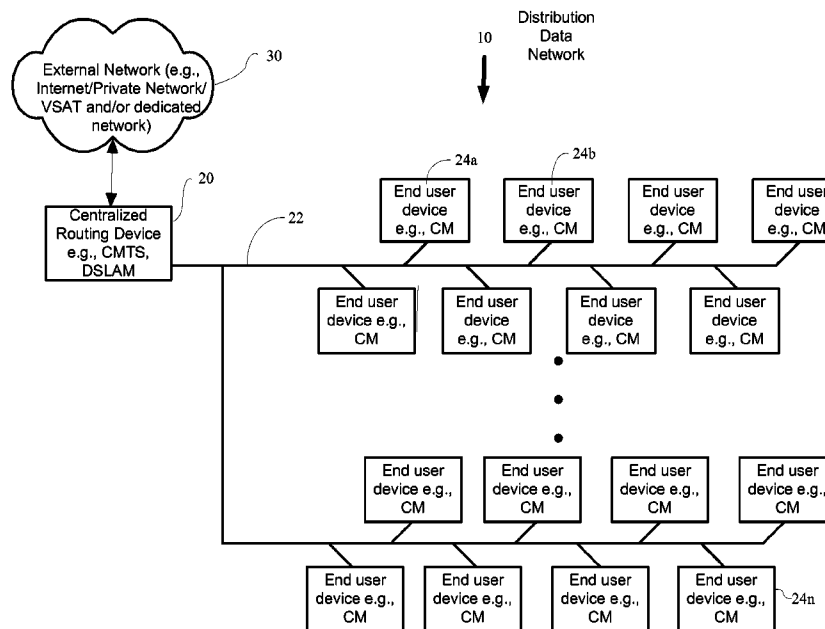 Distribution
Data
Network
10
30
External Network (e.g.,
Internet/Private Network/
VSAT and/or dedicated
network)
20
Centralized
Routing Device
e.g., CMTS,
DSLAM
22
24a
24b
End user
device
e.g., CM
End user
device
e.g., CM
End user
device
e.g., CM
End user
device
e.g., CM
End user
device e.g.,
CM
End user
device
e.g., CM
End user
device
e.g., CM
End user
device
e.g., CM
End user
device e.g.,
CM
End user
device e.g.,
CM
End user
device e.g.,
CM
End user
device e.g.,
CM
End user
device e.g.,
CM
End user
device e.g.,
CM
End user
device e.g.,
CM
End user
device e.g.,
CM
24n